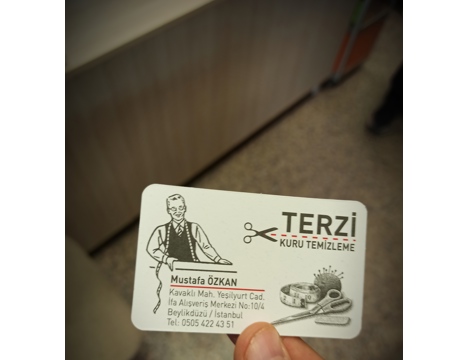 TERZİ
KURU TEMİZLEME
Mustafa ÖZKAN
Kavaklı Mah. Yeşilyurt Cad.
İfa Alışveriş Merkezi No:10/4
Beylikdüzü / İstanbul
Tel: 0505 422 43 51